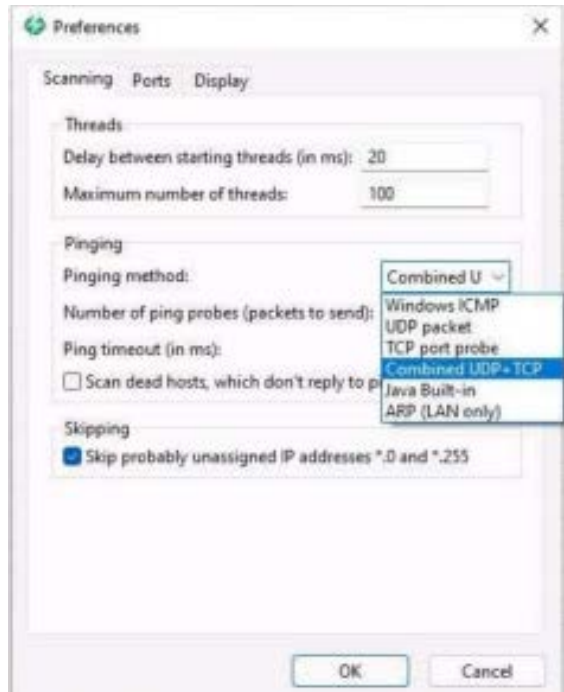 Preferences
Scanning Ports Display
Threads
Delay between starting threads (in ms): 20
Maximum number of threads: 100
Pinging
Pinging method: Combined U
Number of ping probes (packets to send):
Ping timeout (in ms):
Scan dead hosts, which don't reply to p
Windows ICMP
UDP packet
TCP port probe
Combined UDP+TCP
Java Built-in
ARP (LAN only)
Skipping
Skip probably unassigned IP addresses *.0 and *.255
OK Cancel